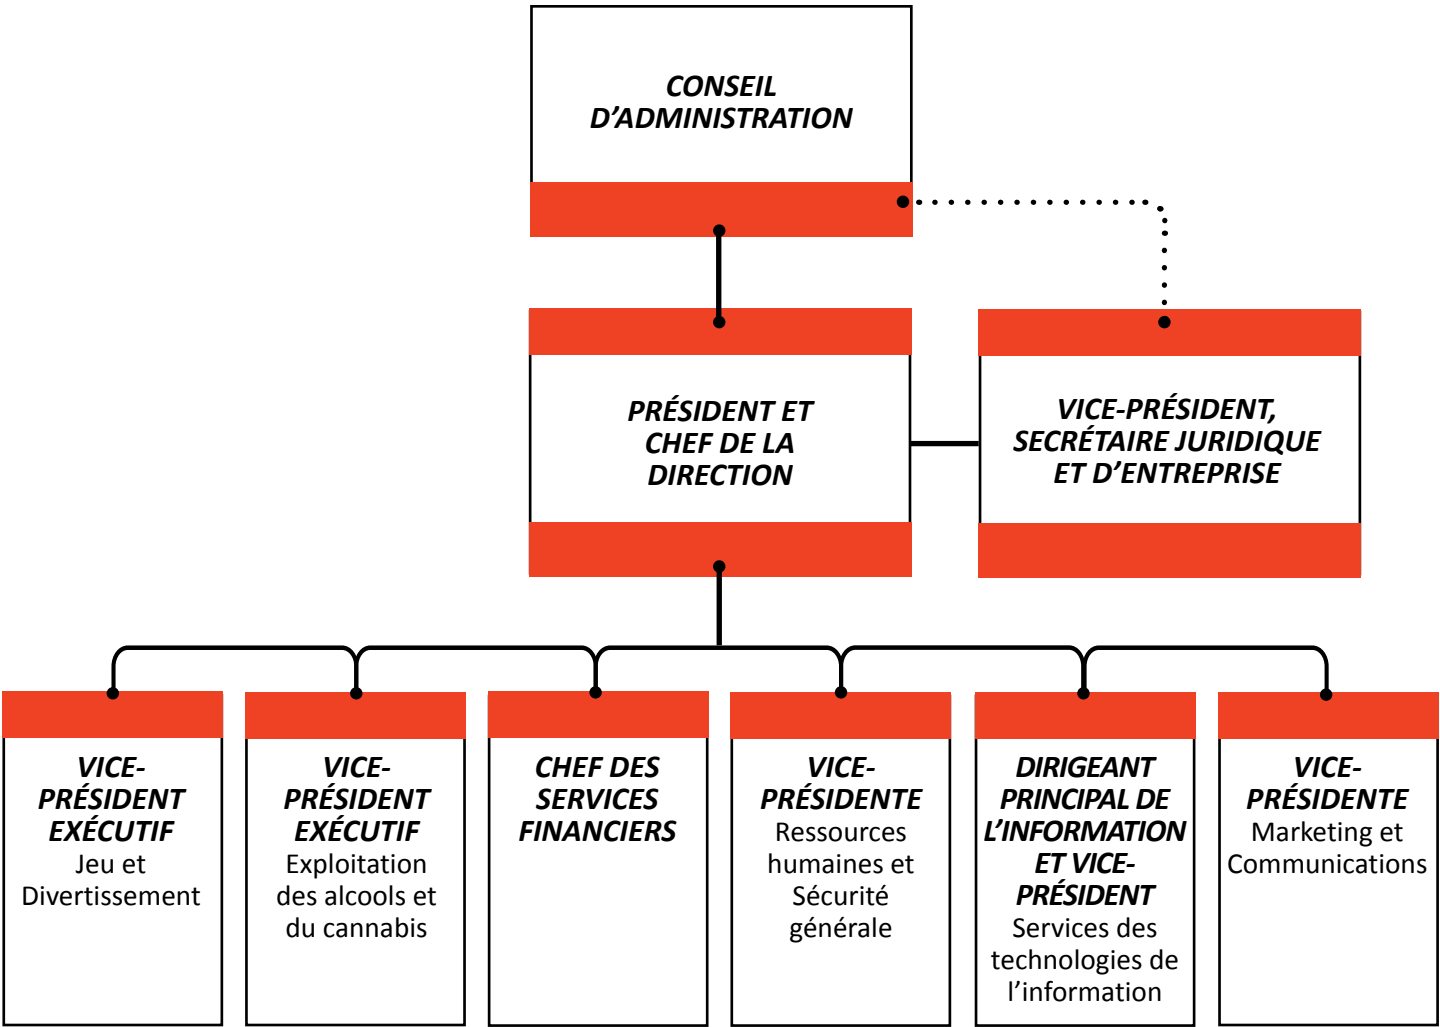 CONSEIL
D’ADMINISTRATION
PRÉSIDENT ET
CHEF DE LA
DIRECTION
VICE-PRÉSIDENT,
SECRÉTAIRE JURIDIQUE
ET D’ENTREPRISE
VICE-
PRÉSIDENT
EXÉCUTIF
Jeu et
Divertissement
VICE-
PRÉSIDENT
EXÉCUTIF
Exploitation
des alcools et
du cannabis
CHEF DES
SERVICES
FINANCIERS
VICE-
PRÉSIDENTE
Ressources
humaines et
Sécurité
générale
DIRIGEANT
PRINCIPAL DE
L’INFORMATION
ET VICE-
PRÉSIDENT
Services des
technologies de
l’information
VICE-
PRÉSIDENTE
Marketing et
Communications